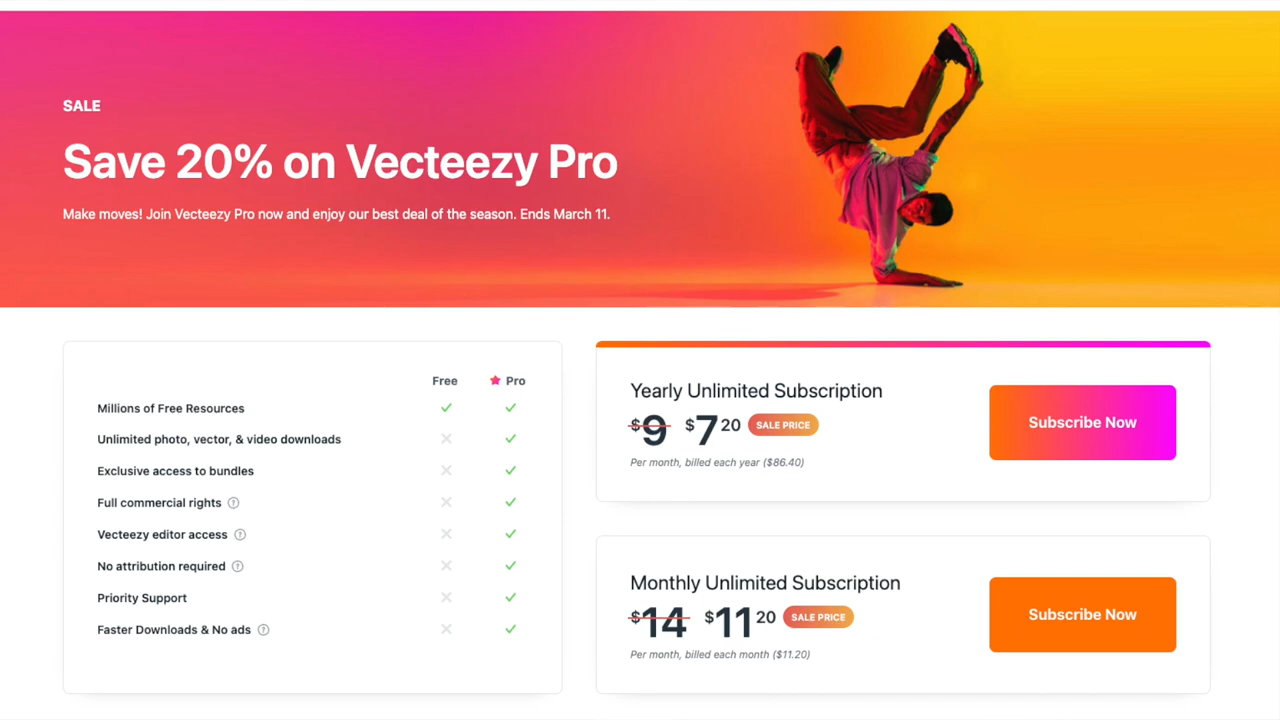 SALE
Save 20% on Vecteezy Pro
Make moves! Join Vecteezy Pro now and enjoy our best deal of the season. Ends March 11.
Free Pro
Millions of Free Resources
Unlimited photo, vector, & video downloads
Exclusive access to bundles
Full commercial rights ?
Vecteezy editor access ?
No attribution required ?
Priority Support
Faster Downloads & No ads ?
Yearly Unlimited Subscription
$9 $7 20 SALE PRICE
Per month, billed each year ($86.40)
Subscribe Now
Monthly Unlimited Subscription
$14 $11 20 SALE PRICE
Per month, billed each month ($11.20)
Subscribe Now